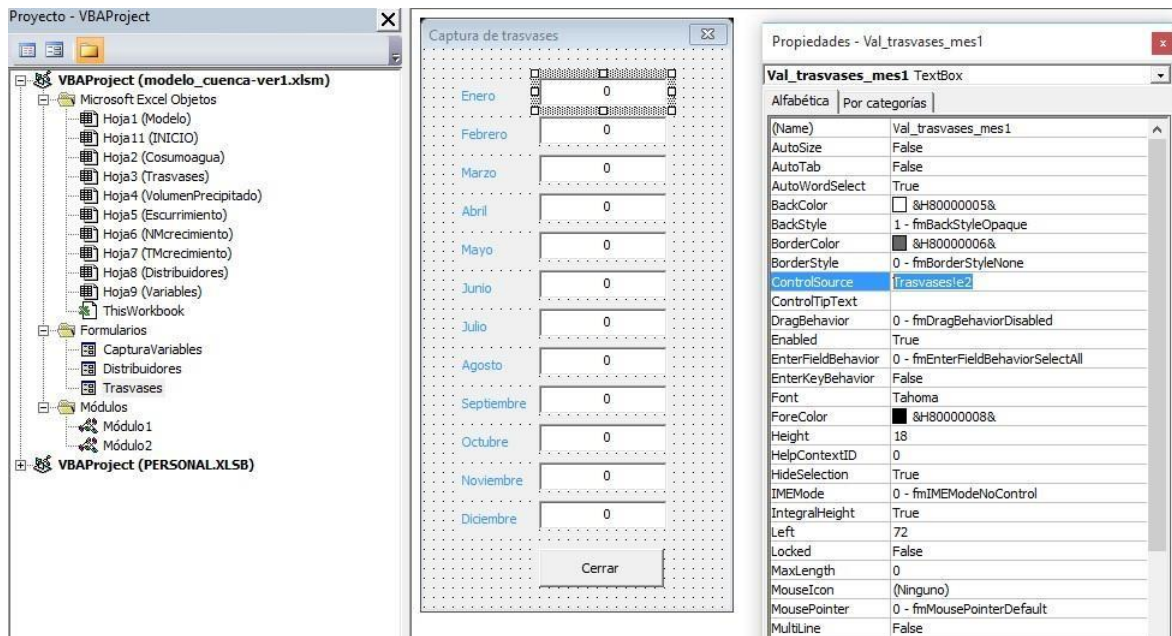 Proyecto - VBAProject
VBAProject (modelo_cuenca-ver1.xlsm)
Microsoft Excel Objetos
Hoja1 (Modelo)
Hoja11 (INICIO)
Hoja2 (Cosumoagua)
Hoja3 (Trasvases)
Hoja4 (VolumenPrecipitado)
Hoja5 (Escurrimiento)
Hoja6 (NMcrecimiento)
Hoja7 (TMcrecimiento)
Hoja8 (Distribuidores)
Hoja9 (Variables)
ThisWorkbook
Formularios
CapturaVariables
Distribuidores
Trasvases
Módulos
Módulo1
Módulo2
VBAProject (PERSONAL.XLSB)
Captura de trasvases
Enero 0
Febrero 0
Marzo 0
Abril 0
Mayo 0
Junio 0
Julio 0
Agosto 0
Septiembre 0
Octubre 0
Noviembre 0
Diciembre 0
Cerrar
Propiedades - Val_trasvases_mes1
Val_trasvases_mes1 TextBox
Alfabética Por categorías
(Name) Val_trasvases_mes1
AutoSize False
AutoTab False
AutoWordSelect True
BackColor &H80000005&
BackStyle 1 - fmBackStyleOpaque
BorderColor &H80000006&
BorderStyle 0 - fmBorderStyleNone
ControlSource Trasvases!e2
ControlTipText
DragBehavior 0 - fmDragBehaviorDisabled
Enabled True
EnterFieldBehavior 0 - fmEnterFieldBehaviorSelectAll
EnterKeyBehavior False
Font Tahoma
ForeColor &H80000008&
Height 18
HelpContextID 0
HideSelection True
IMEMode 0 - fmIMEModeNoControl
IntegralHeight True
Left 72
Locked False
MaxLength 0
MouseIcon (Ninguno)
MousePointer 0 - fmMousePointerDefault
MultiLine False